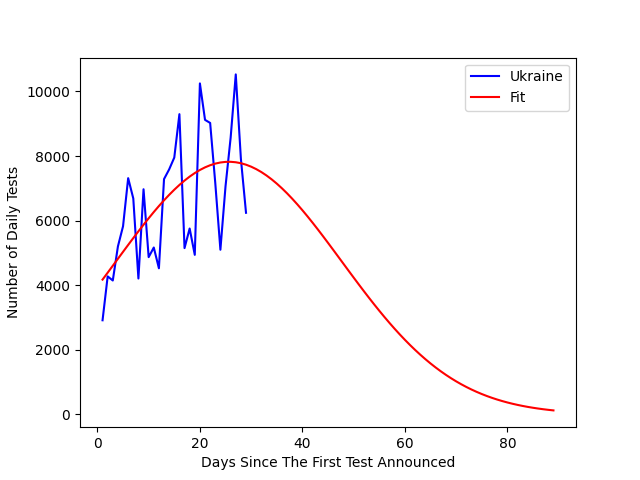 Ukraine
Fit
10000
8000
6000
4000
2000
0
Number of Daily Tests
0 20 40 60 80
Days Since The First Test Announced